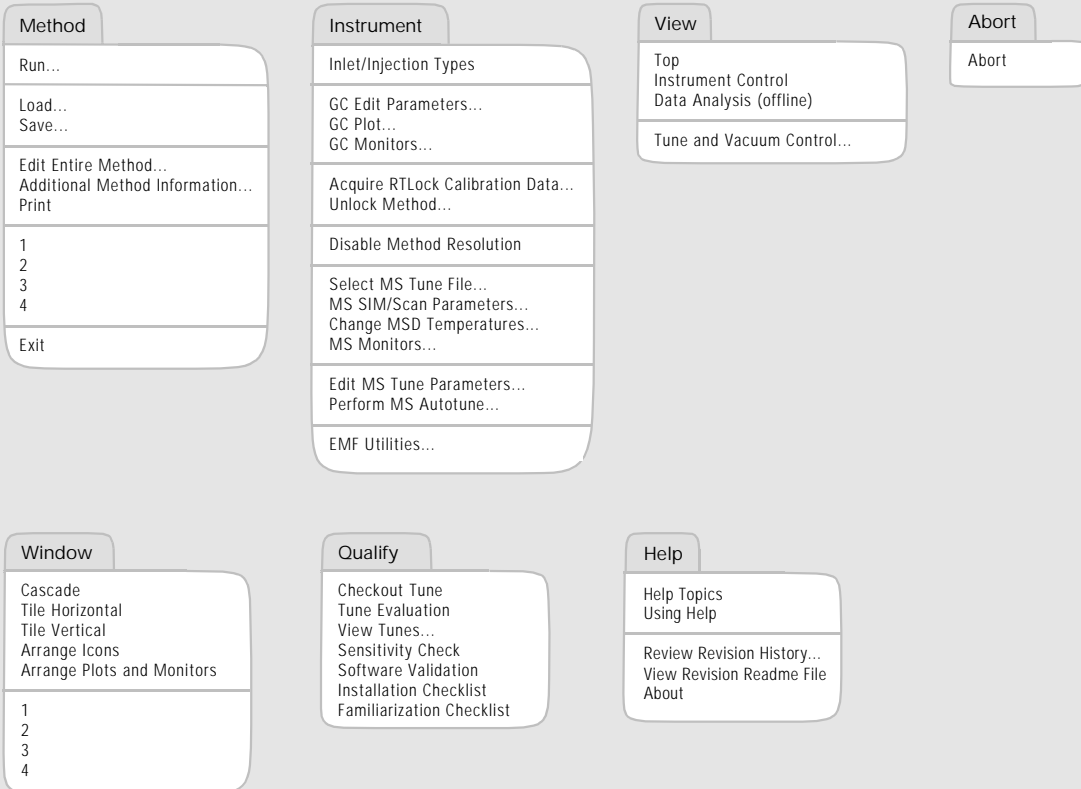 Method
Run...
Load...
Save...
Edit Entire Method...
Additional Method Information...
Print
1
2
3
4
Exit
Instrument
Inlet/Injection Types
GC Edit Parameters...
GC Plot...
GC Monitors...
Acquire RTLock Calibration Data...
Unlock Method...
Disable Method Resolution
Select MS Tune File...
MS SIM/Scan Parameters...
Change MSD Temperatures...
MS Monitors...
Edit MS Tune Parameters...
Perform MS Autotune...
EMF Utilities...
View
Top
Instrument Control
Data Analysis (offline)
Tune and Vacuum Control...
Abort
Abort
Window
Cascade
Tile Horizontal
Tile Vertical
Arrange Icons
Arrange Plots and Monitors
1
2
3
4
Qualify
Checkout Tune
Tune Evaluation
View Tunes...
Sensitivity Check
Software Validation
Installation Checklist
Familiarization Checklist
Help
Help Topics
Using Help
Review Revision History...
View Revision Readme File
About